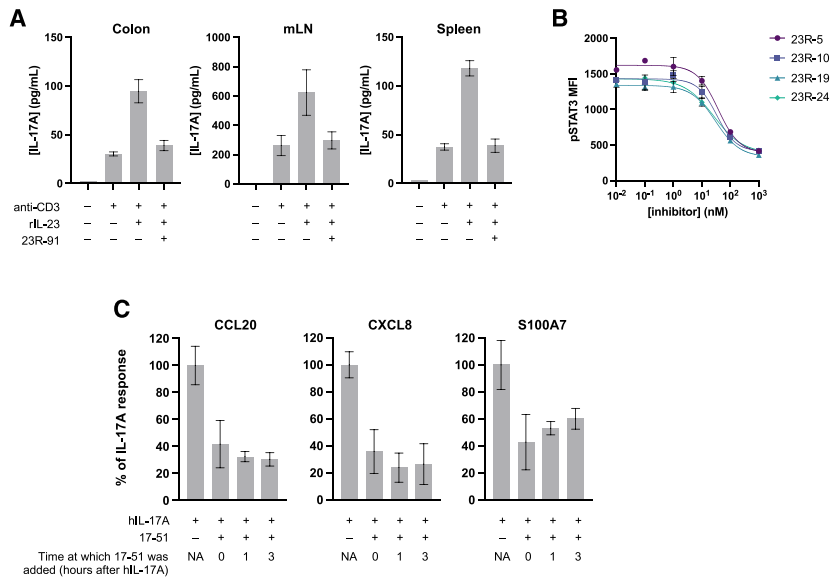 A
Colon
[IL-17A] (pg/mL)
150
100
50
0
mLN
[IL-17A] (pg/mL)
1000
800
600
400
200
0
Spleen
[IL-17A] (pg/mL)
150
100
50
0
anti-CD3 – + + + – + + + – + + +
rIL-23 – – + + – – + + – – + +
23R-91 – – – + – – – + – – – +
B
pSTAT3 MFI
2000
1500
1000
500
0
10⁻² 10⁻¹ 10⁰ 10¹ 10² 10³
[inhibitor] (nM)
23R-5
23R-10
23R-19
23R-24
C
% of IL-17A response
CCL20
120
100
80
60
40
20
0
CXCL8
120
100
80
60
40
20
0
S100A7
120
100
80
60
40
20
0
hIL-17A + + + + + + + + + + + +
17-51 – + + + – + + + – + + +
Time at which 17-51 was NA 0 1 3 NA 0 1 3 NA 0 1 3
added (hours after hIL-17A)